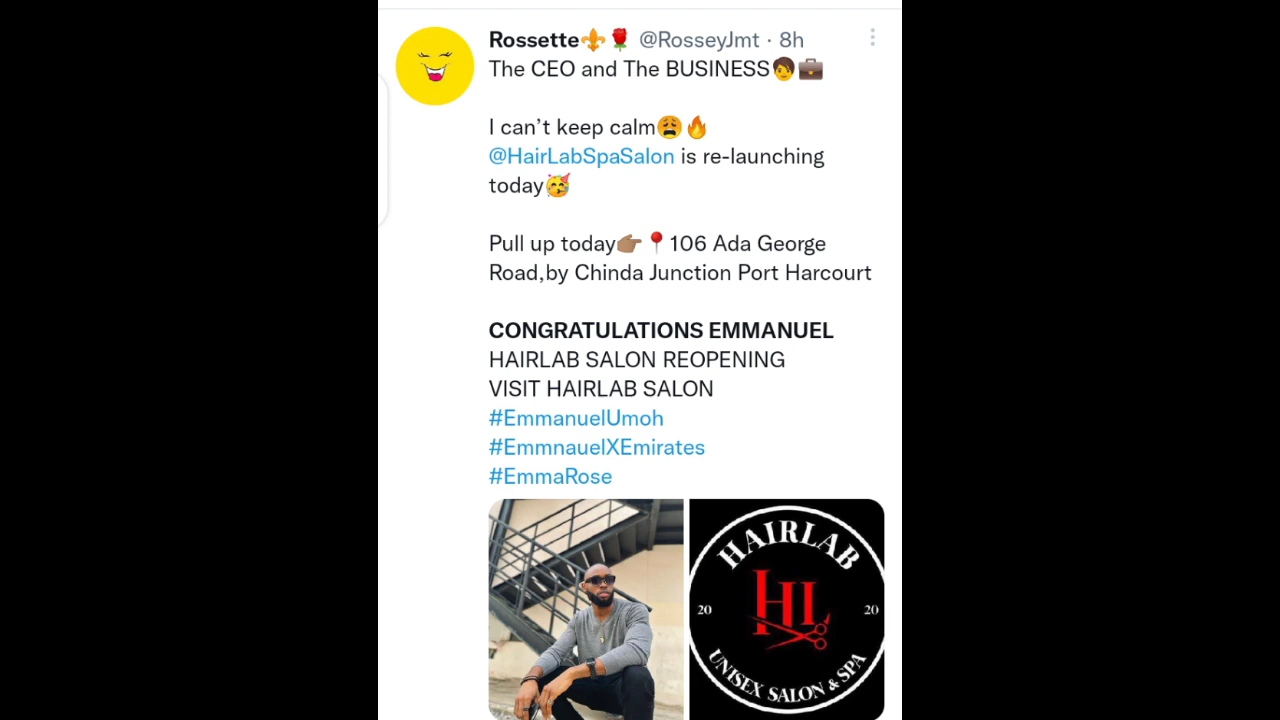 Rossette⚜️🌹 @RosseyJmt · 8h
The CEO and The BUSINESS🧑💼
I can’t keep calm😩🔥
@HairLabSpaSalon is re-launching
today🥳
Pull up today👉🏽📍106 Ada George
Road,by Chinda Junction Port Harcourt
CONGRATULATIONS EMMANUEL
HAIRLAB SALON REOPENING
VISIT HAIRLAB SALON
#EmmanuelUmoh
#EmmnauelXEmirates
#EmmaRose
HAIRLAB
HL
20 20
UNISEX SALON & SPA